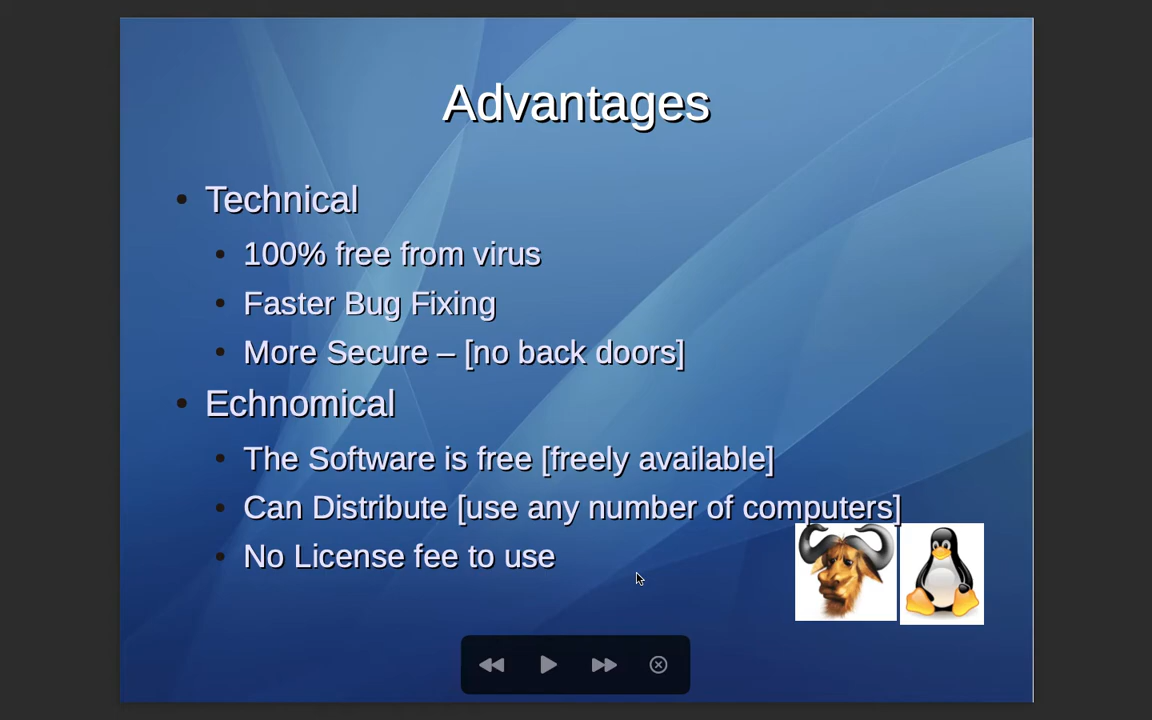 Advantages
• Technical
• 100% free from virus
• Faster Bug Fixing
• More Secure – [no back doors]
• Echnomical
• The Software is free [freely available]
• Can Distribute [use any number of computers]
• No License fee to use